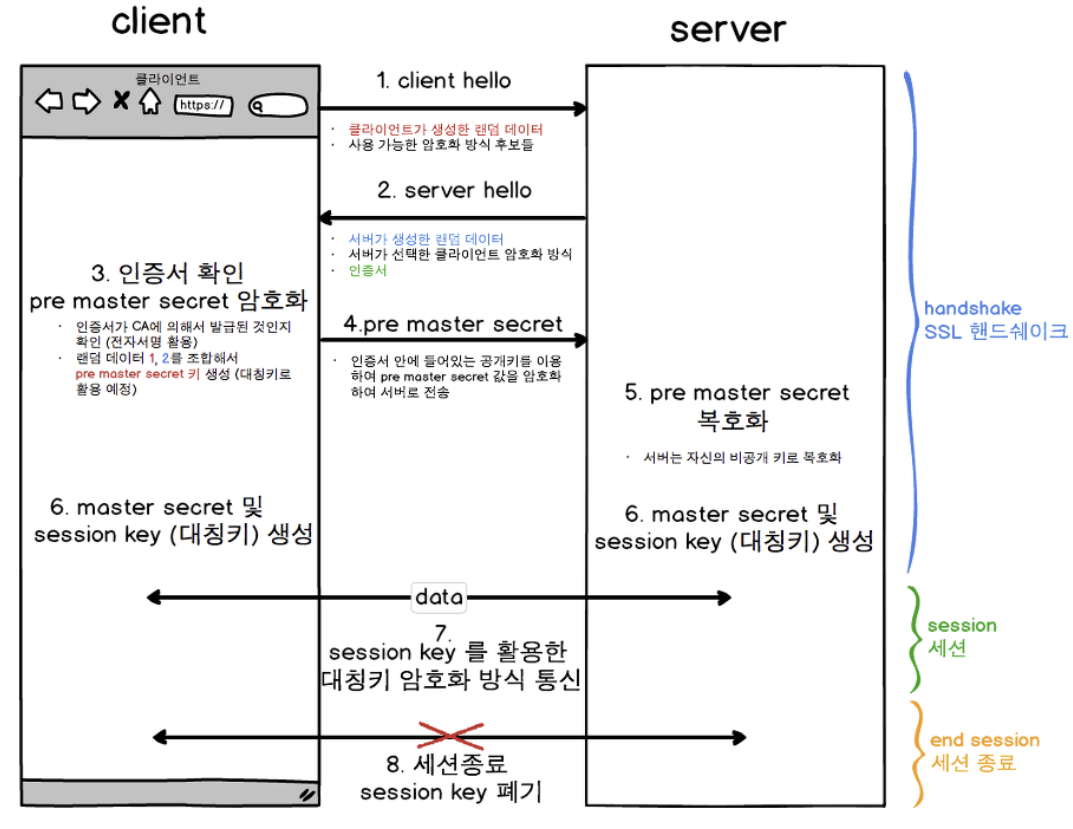 client
server
클라이언트
https://
1. client hello
· 클라이언트가 생성한 랜덤 데이터
· 사용 가능한 암호화 방식 후보들
2. server hello
· 서버가 생성한 랜덤 데이터
· 서버가 선택한 클라이언트 암호화 방식
· 인증서
3. 인증서 확인
pre master secret 암호화
· 인증서가 CA에 의해서 발급된 것인지
확인 (전자서명 활용)
· 랜덤 데이터 1, 2를 조합해서
pre master secret 키 생성 (대칭키로
활용 예정)
4.pre master secret
· 인증서 안에 들어있는 공개키를 이용
하여 pre master secret 값을 암호화
하여 서버로 전송
5. pre master secret
복호화
· 서버는 자신의 비공개 키로 복호화
6. master secret 및
session key (대칭키) 생성
6. master secret 및
session key (대칭키) 생성
handshake
SSL 핸드쉐이크
data
7.
session key 를 활용한
대칭키 암호화 방식 통신
session
세션
8. 세션종료
session key 폐기
end session
세션 종료